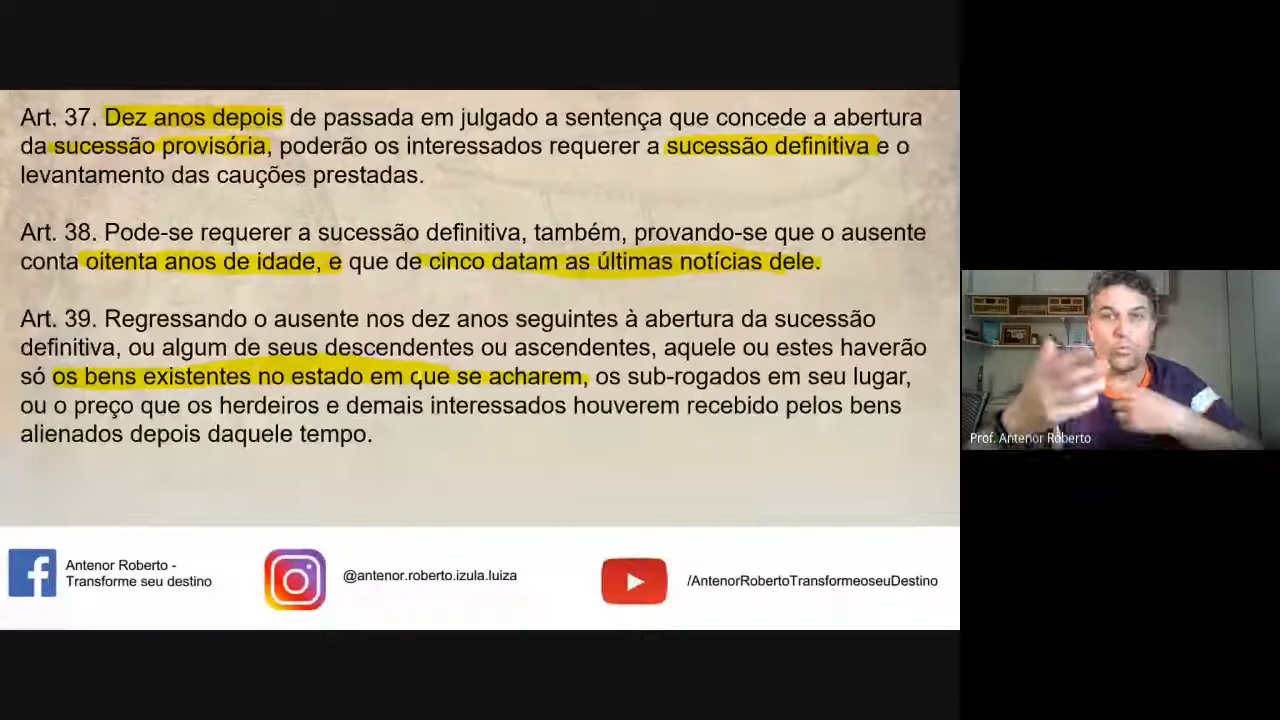 Art. 37. Dez anos depois de passada em julgado a sentença que concede a abertura
da sucessão provisória, poderão os interessados requerer a sucessão definitiva e o
levantamento das cauções prestadas.
Art. 38. Pode-se requerer a sucessão definitiva, também, provando-se que o ausente
conta oitenta anos de idade, e que de cinco datam as últimas notícias dele.
Art. 39. Regressando o ausente nos dez anos seguintes à abertura da sucessão
definitiva, ou algum de seus descendentes ou ascendentes, aquele ou estes haverão
só os bens existentes no estado em que se acharem, os sub-rogados em seu lugar,
ou o preço que os herdeiros e demais interessados houverem recebido pelos bens
alienados depois daquele tempo.
Prof. Antenor Roberto
Antenor Roberto -
Transforme seu destino
@antenor.roberto.izula.luiza
/AntenorRobertoTransformeoseuDestino